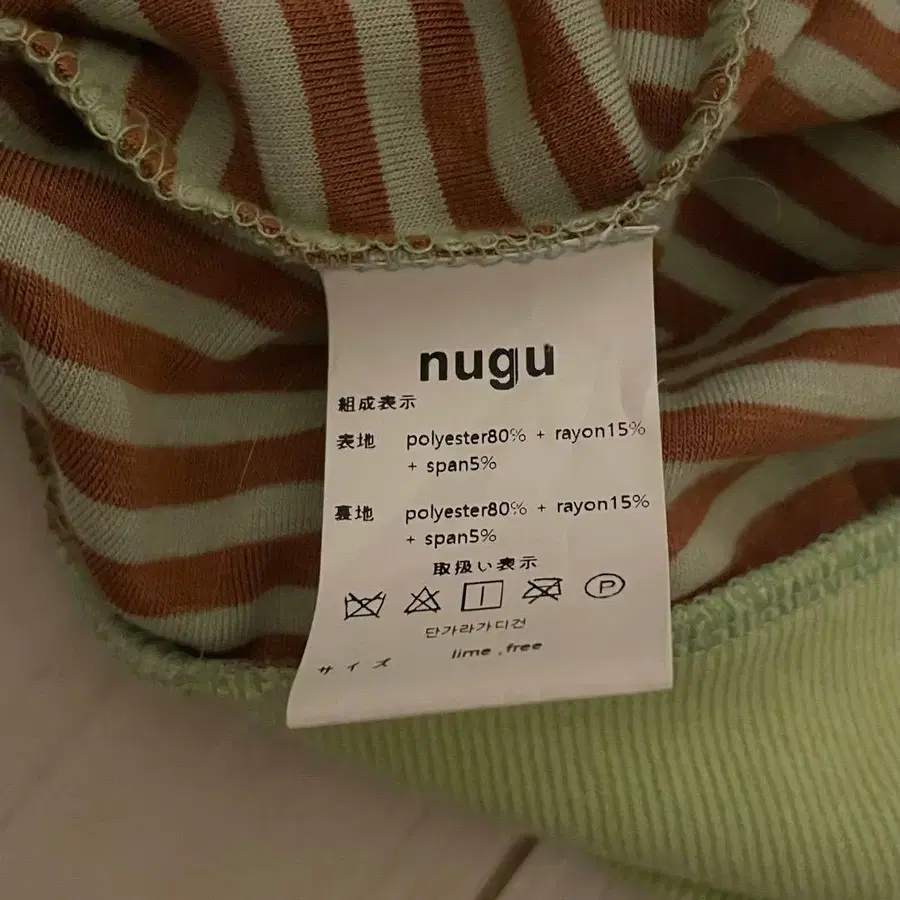 nugu
組成表示
表地 polyester80% + rayon15%
+ span5%
裏地 polyester80% + rayon15%
+ span5%
取扱い表示
P
단가라가디건
サイズ lime .free